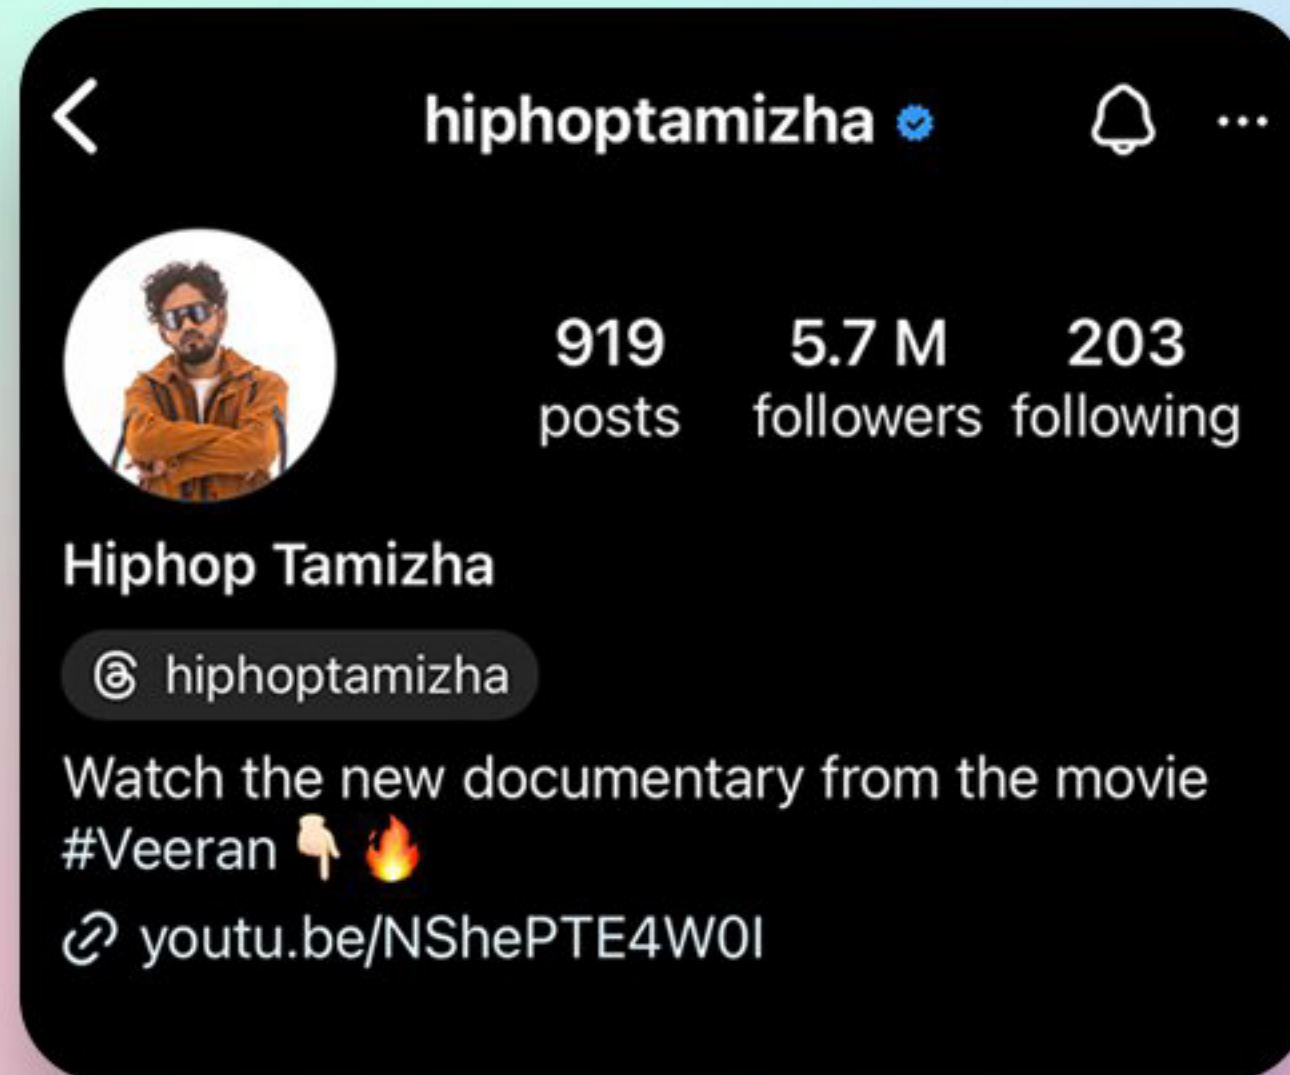 hiphoptamizha
919 5.7 M 203
posts followers following
Hiphop Tamizha
hiphoptamizha
Watch the new documentary from the movie
#Veeran 👇🏻 🔥
youtu.be/NShePTE4W0I